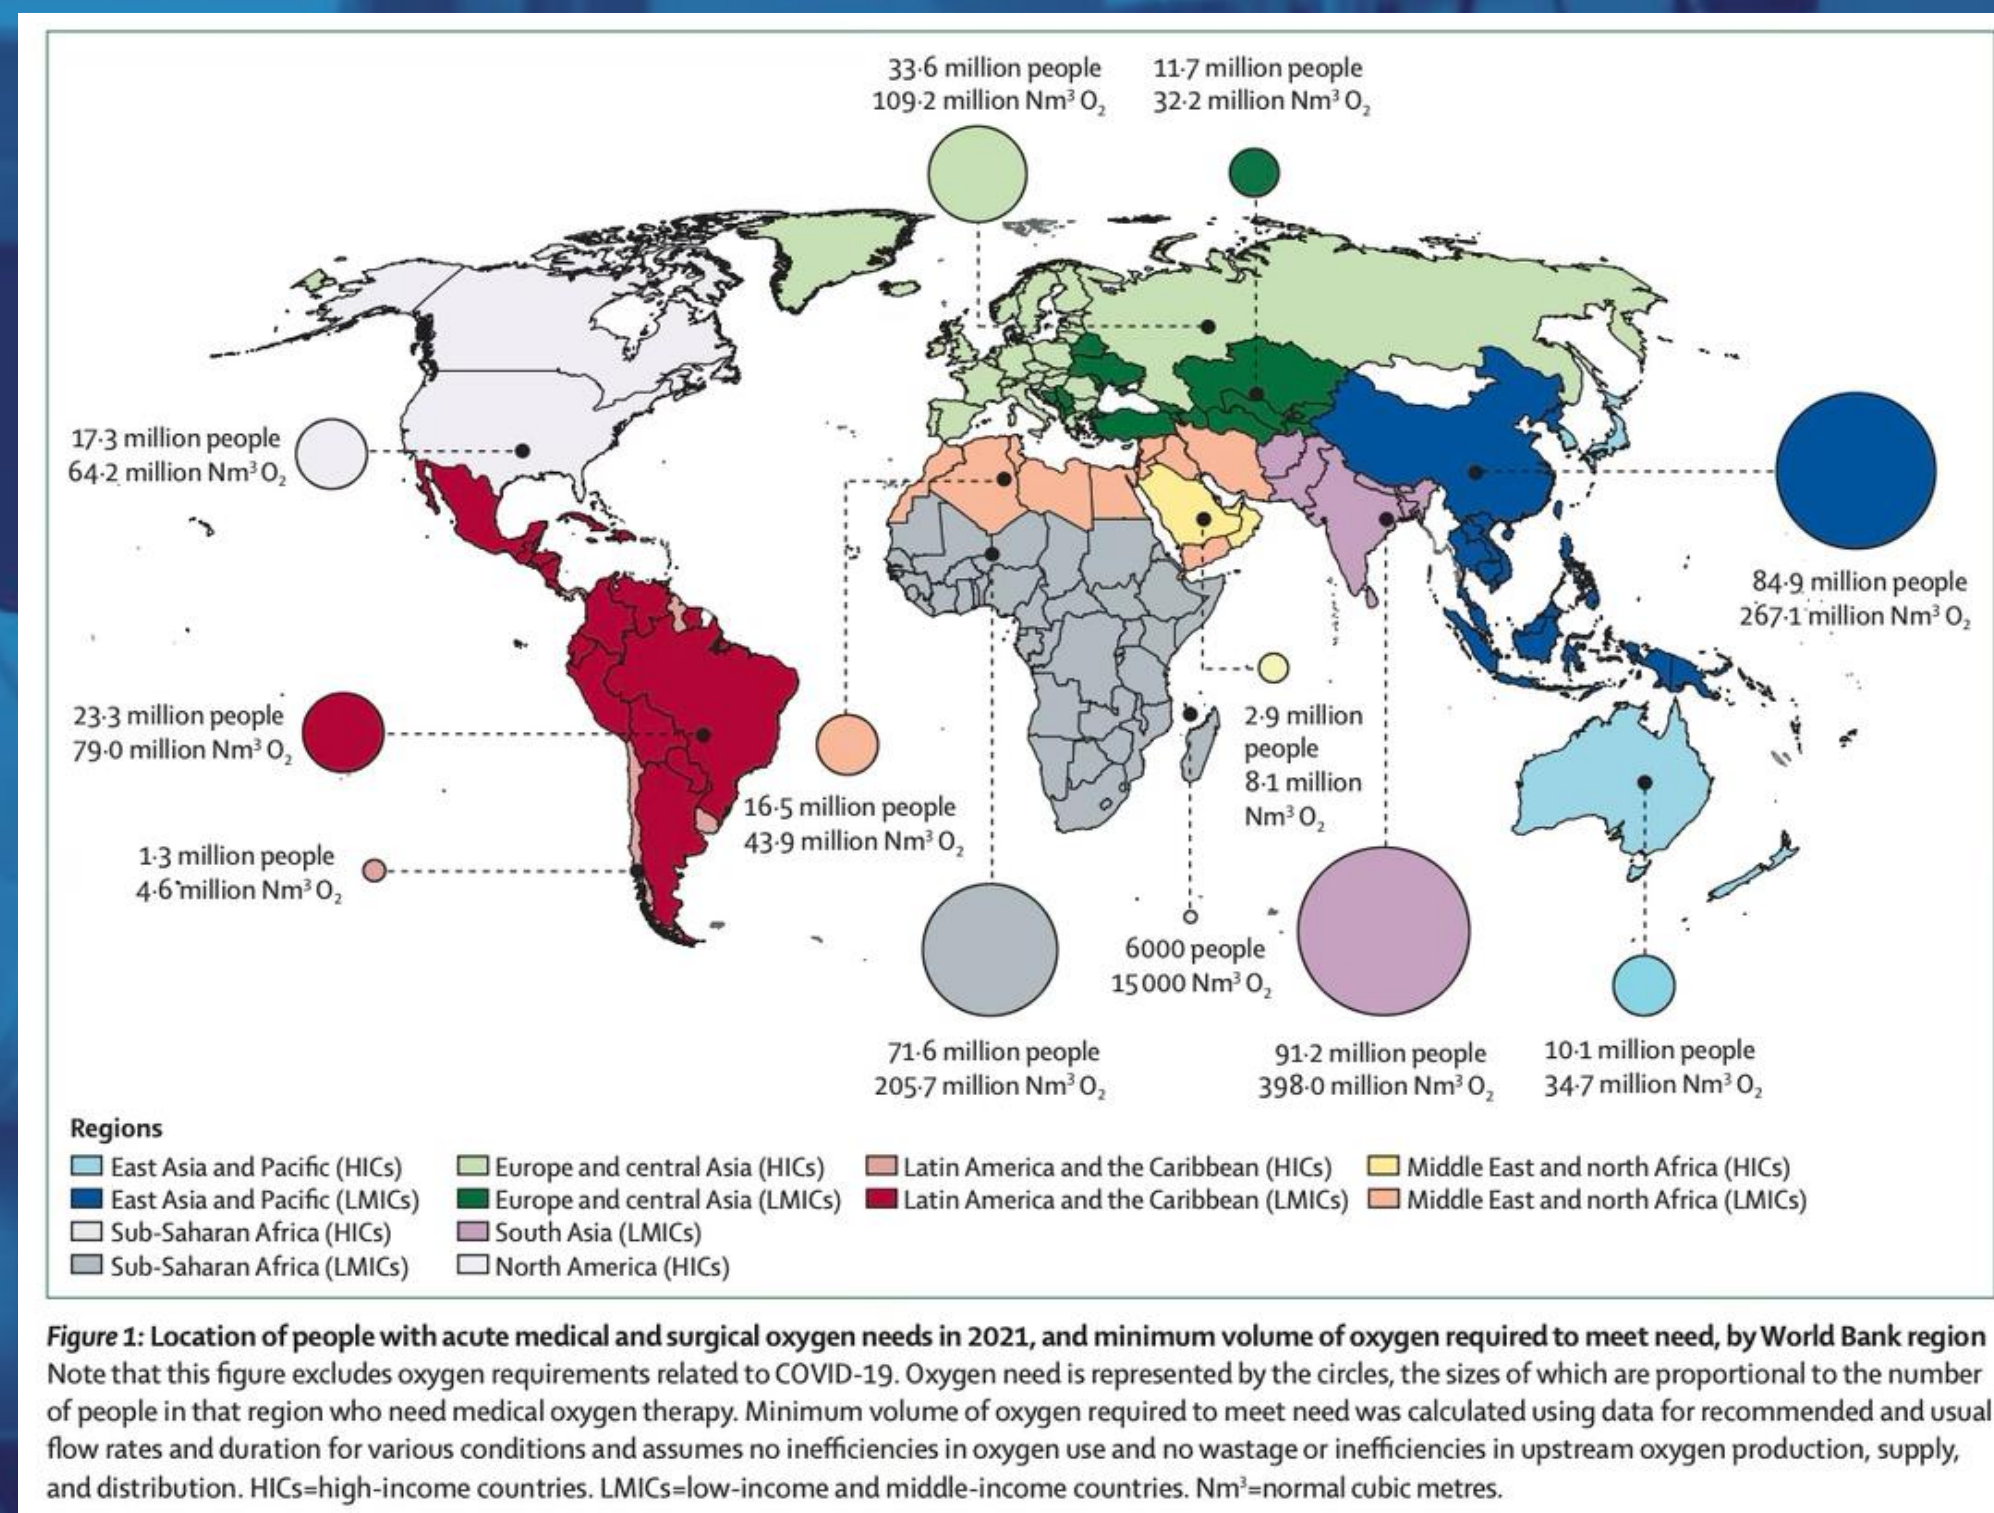 33·6 million people
109·2 million Nm³ O₂
11·7 million people
32·2 million Nm³ O₂
17·3 million people
64·2 million Nm³ O₂
84·9 million people
267·1 million Nm³ O₂
23·3 million people
79·0 million Nm³ O₂
2·9 million
people
8·1 million
Nm³ O₂
16·5 million people
43·9 million Nm³ O₂
1·3 million people
4·6 million Nm³ O₂
6000 people
15 000 Nm³ O₂
71·6 million people
205·7 million Nm³ O₂
91·2 million people
398·0 million Nm³ O₂
10·1 million people
34·7 million Nm³ O₂
Regions
East Asia and Pacific (HICs)
East Asia and Pacific (LMICs)
Sub-Saharan Africa (HICs)
Sub-Saharan Africa (LMICs)
Europe and central Asia (HICs)
Europe and central Asia (LMICs)
South Asia (LMICs)
North America (HICs)
Latin America and the Caribbean (HICs)
Latin America and the Caribbean (LMICs)
Middle East and north Africa (HICs)
Middle East and north Africa (LMICs)
Figure 1: Location of people with acute medical and surgical oxygen needs in 2021, and minimum volume of oxygen required to meet need, by World Bank region
Note that this figure excludes oxygen requirements related to COVID-19. Oxygen need is represented by the circles, the sizes of which are proportional to the number
of people in that region who need medical oxygen therapy. Minimum volume of oxygen required to meet need was calculated using data for recommended and usual
flow rates and duration for various conditions and assumes no inefficiencies in oxygen use and no wastage or inefficiencies in upstream oxygen production, supply,
and distribution. HICs=high-income countries. LMICs=low-income and middle-income countries. Nm³=normal cubic metres.